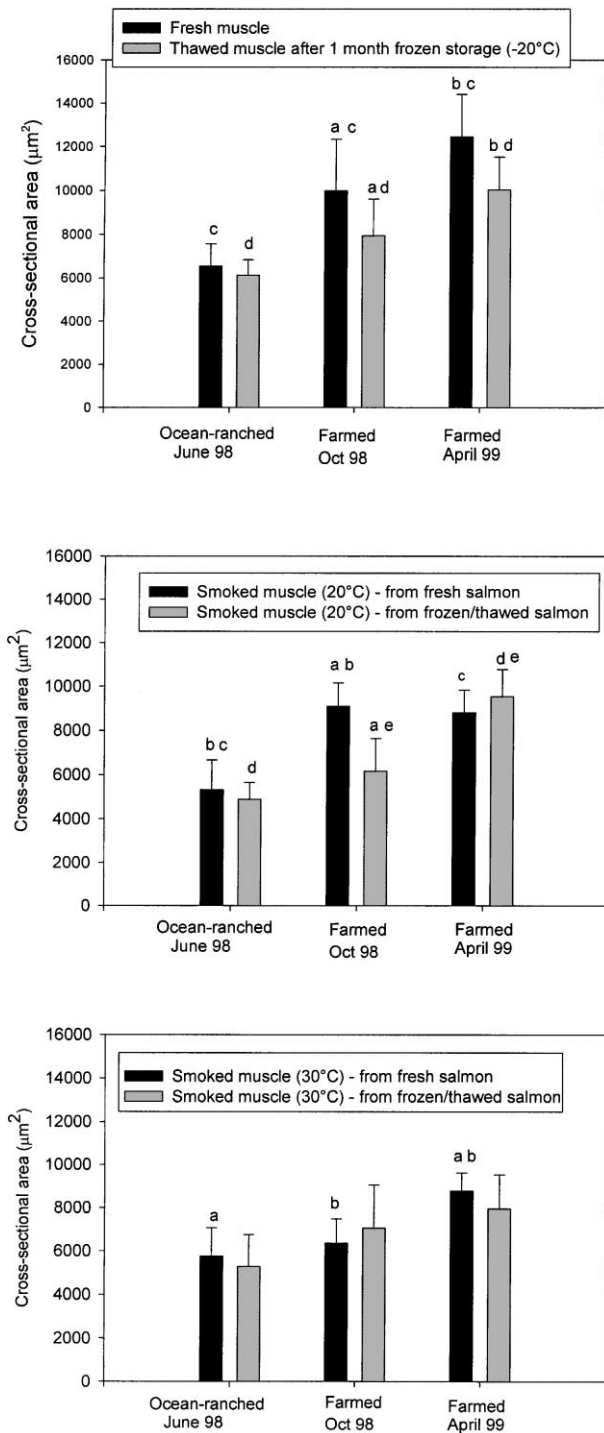 Fresh muscle
Thawed muscle after 1 month frozen storage (-20°C)
16000
14000
12000
10000
8000
6000
4000
2000
0
Cross-sectional area (μm²)
c
d
a c
a d
b c
b d
Ocean-ranched
June 98
Farmed
Oct 98
Farmed
April 99
16000
14000
12000
10000
8000
6000
4000
2000
0
Cross-sectional area (μm²)
Smoked muscle (20°C) - from fresh salmon
Smoked muscle (20°C) - from frozen/thawed salmon
b c
d
a b
a e
c
d e
Ocean-ranched
June 98
Farmed
Oct 98
Farmed
April 99
16000
14000
12000
10000
8000
6000
4000
2000
0
Cross-sectional area (μm²)
Smoked muscle (30°C) - from fresh salmon
Smoked muscle (30°C) - from frozen/thawed salmon
a
b
a b
Ocean-ranched
June 98
Farmed
Oct 98
Farmed
April 99